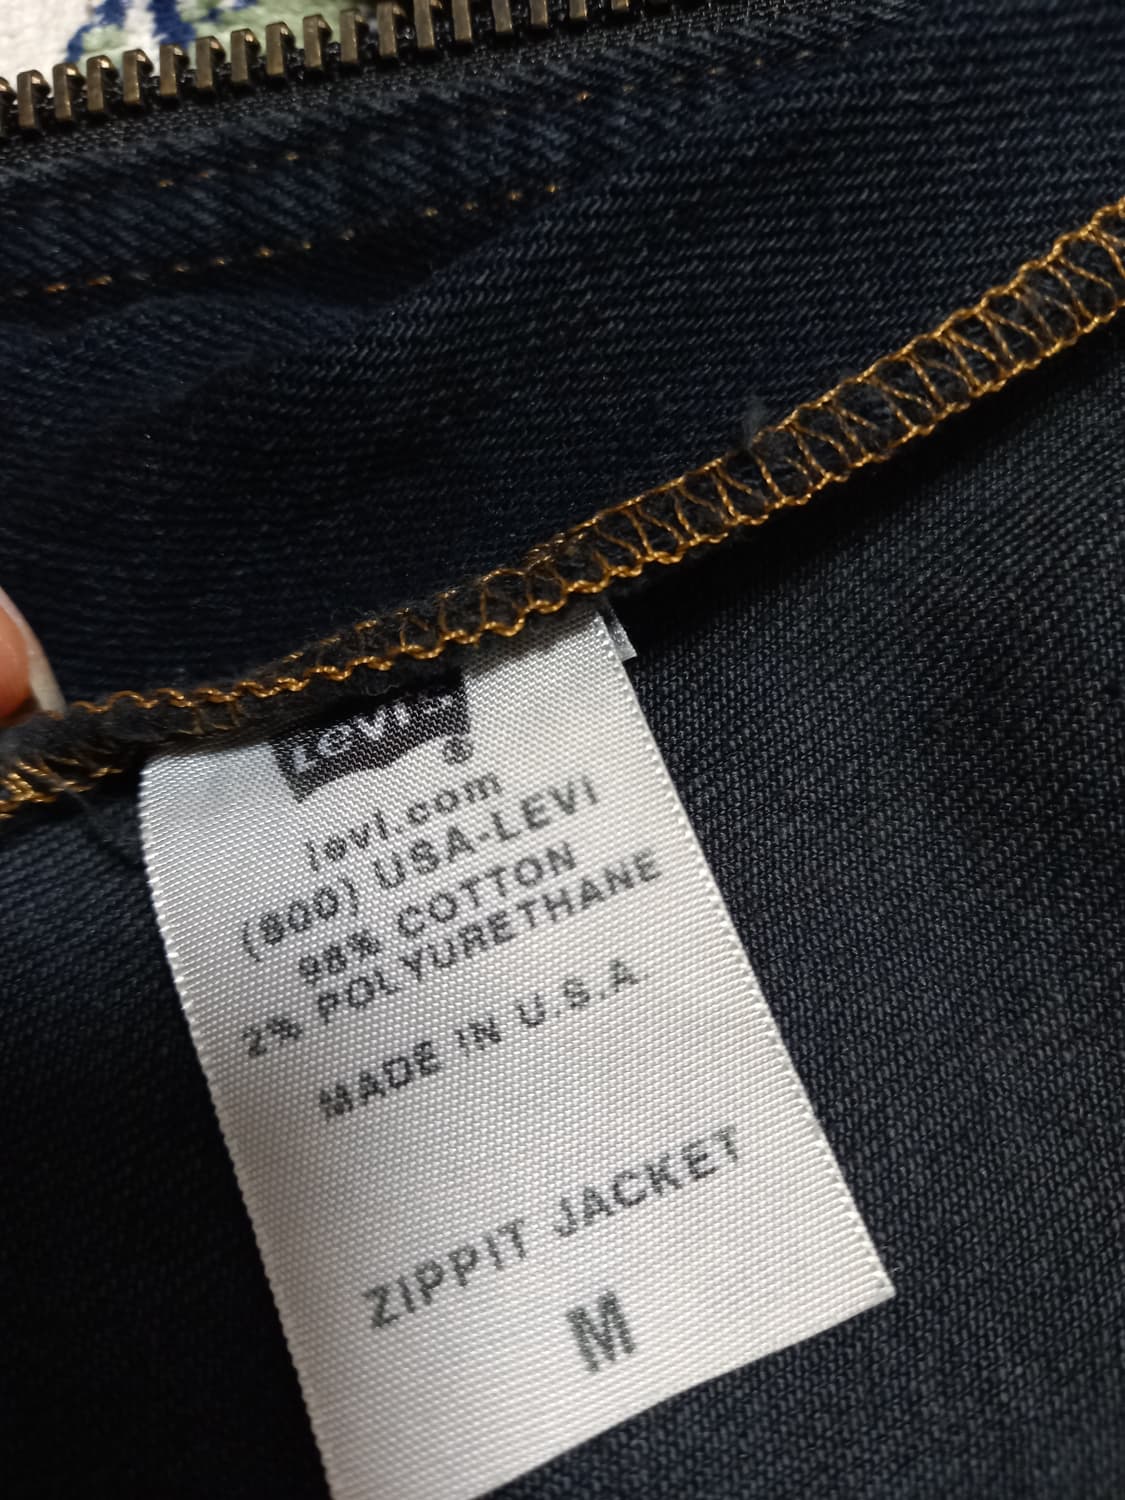 Levi's
®
levi.com
(800) USA-LEVI
98% COTTON
2% POLYURETHANE
MADE IN U.S.A.
ZIPPIT JACKET
M